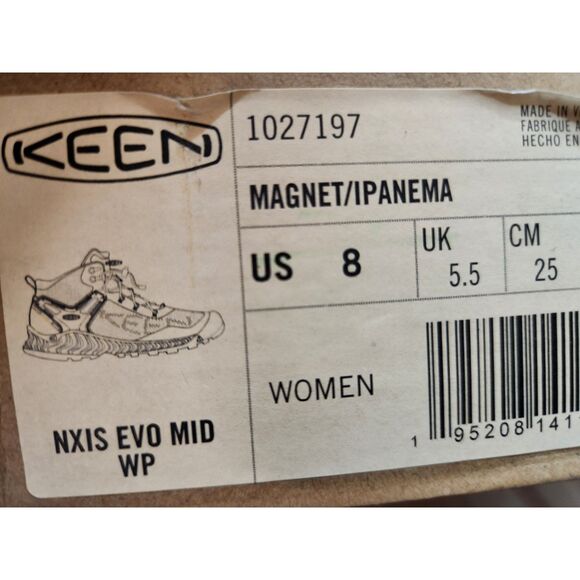 KEEN
1027197
MADE IN
FABRIQUE
HECHO EN
MAGNET/IPANEMA
US 8
UK 5.5
CM 25
WOMEN
NXIS EVO MID
WP
1 95208 141